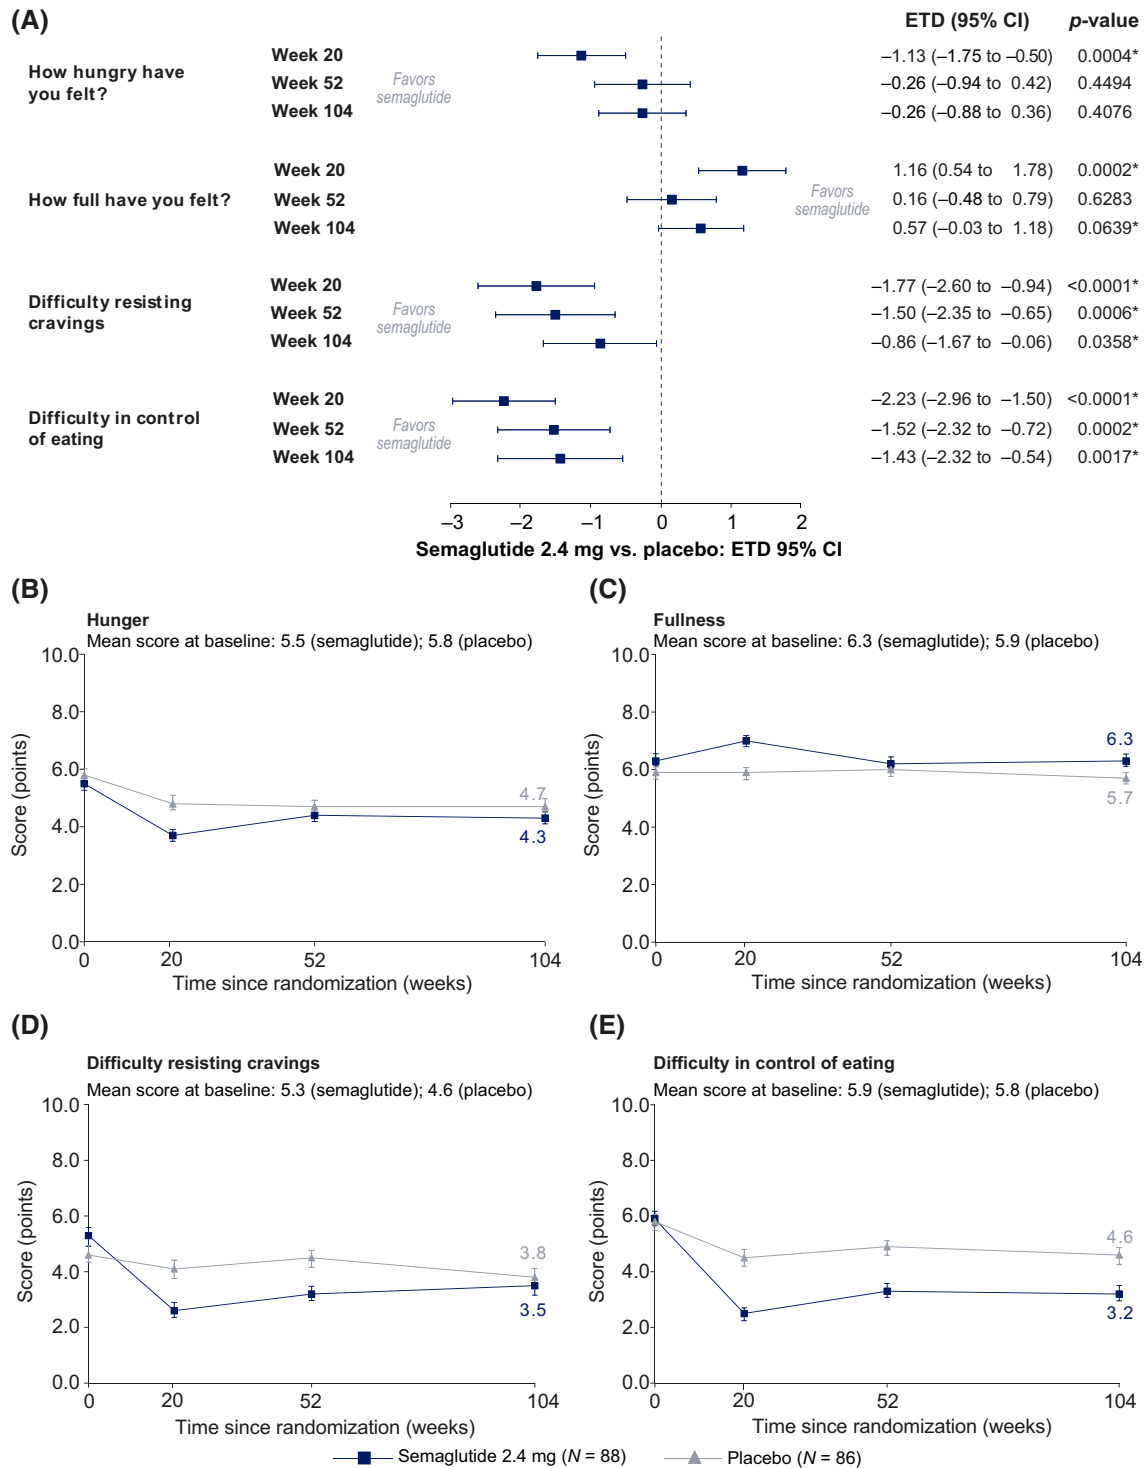 (A)
ETD (95% CI) p-value
How hungry have
you felt?
Favors
semaglutide
Week 20 –1.13 (–1.75 to –0.50) 0.0004*
Week 52 –0.26 (–0.94 to 0.42) 0.4494
Week 104 –0.26 (–0.88 to 0.36) 0.4076
How full have you felt?
Favors
semaglutide
Week 20 1.16 (0.54 to 1.78) 0.0002*
Week 52 0.16 (–0.48 to 0.79) 0.6283
Week 104 0.57 (–0.03 to 1.18) 0.0639*
Difficulty resisting
cravings
Favors
semaglutide
Week 20 –1.77 (–2.60 to –0.94) <0.0001*
Week 52 –1.50 (–2.35 to –0.65) 0.0006*
Week 104 –0.86 (–1.67 to –0.06) 0.0358*
Difficulty in control
of eating
Favors
semaglutide
Week 20 –2.23 (–2.96 to –1.50) <0.0001*
Week 52 –1.52 (–2.32 to –0.72) 0.0002*
Week 104 –1.43 (–2.32 to –0.54) 0.0017*
–3 –2 –1 0 1 2
Semaglutide 2.4 mg vs. placebo: ETD 95% CI
(B)
Hunger
Mean score at baseline: 5.5 (semaglutide); 5.8 (placebo)
Score (points)
10.0
8.0
6.0
4.0
2.0
0.0
4.7
4.3
0 20 52 104
Time since randomization (weeks)
(C)
Fullness
Mean score at baseline: 6.3 (semaglutide); 5.9 (placebo)
Score (points)
10.0
8.0
6.0
4.0
2.0
0.0
6.3
5.7
0 20 52 104
Time since randomization (weeks)
(D)
Difficulty resisting cravings
Mean score at baseline: 5.3 (semaglutide); 4.6 (placebo)
Score (points)
10.0
8.0
6.0
4.0
2.0
0.0
3.8
3.5
0 20 52 104
Time since randomization (weeks)
(E)
Difficulty in control of eating
Mean score at baseline: 5.9 (semaglutide); 5.8 (placebo)
Score (points)
10.0
8.0
6.0
4.0
2.0
0.0
4.6
3.2
0 20 52 104
Time since randomization (weeks)
Semaglutide 2.4 mg (N = 88) Placebo (N = 86)